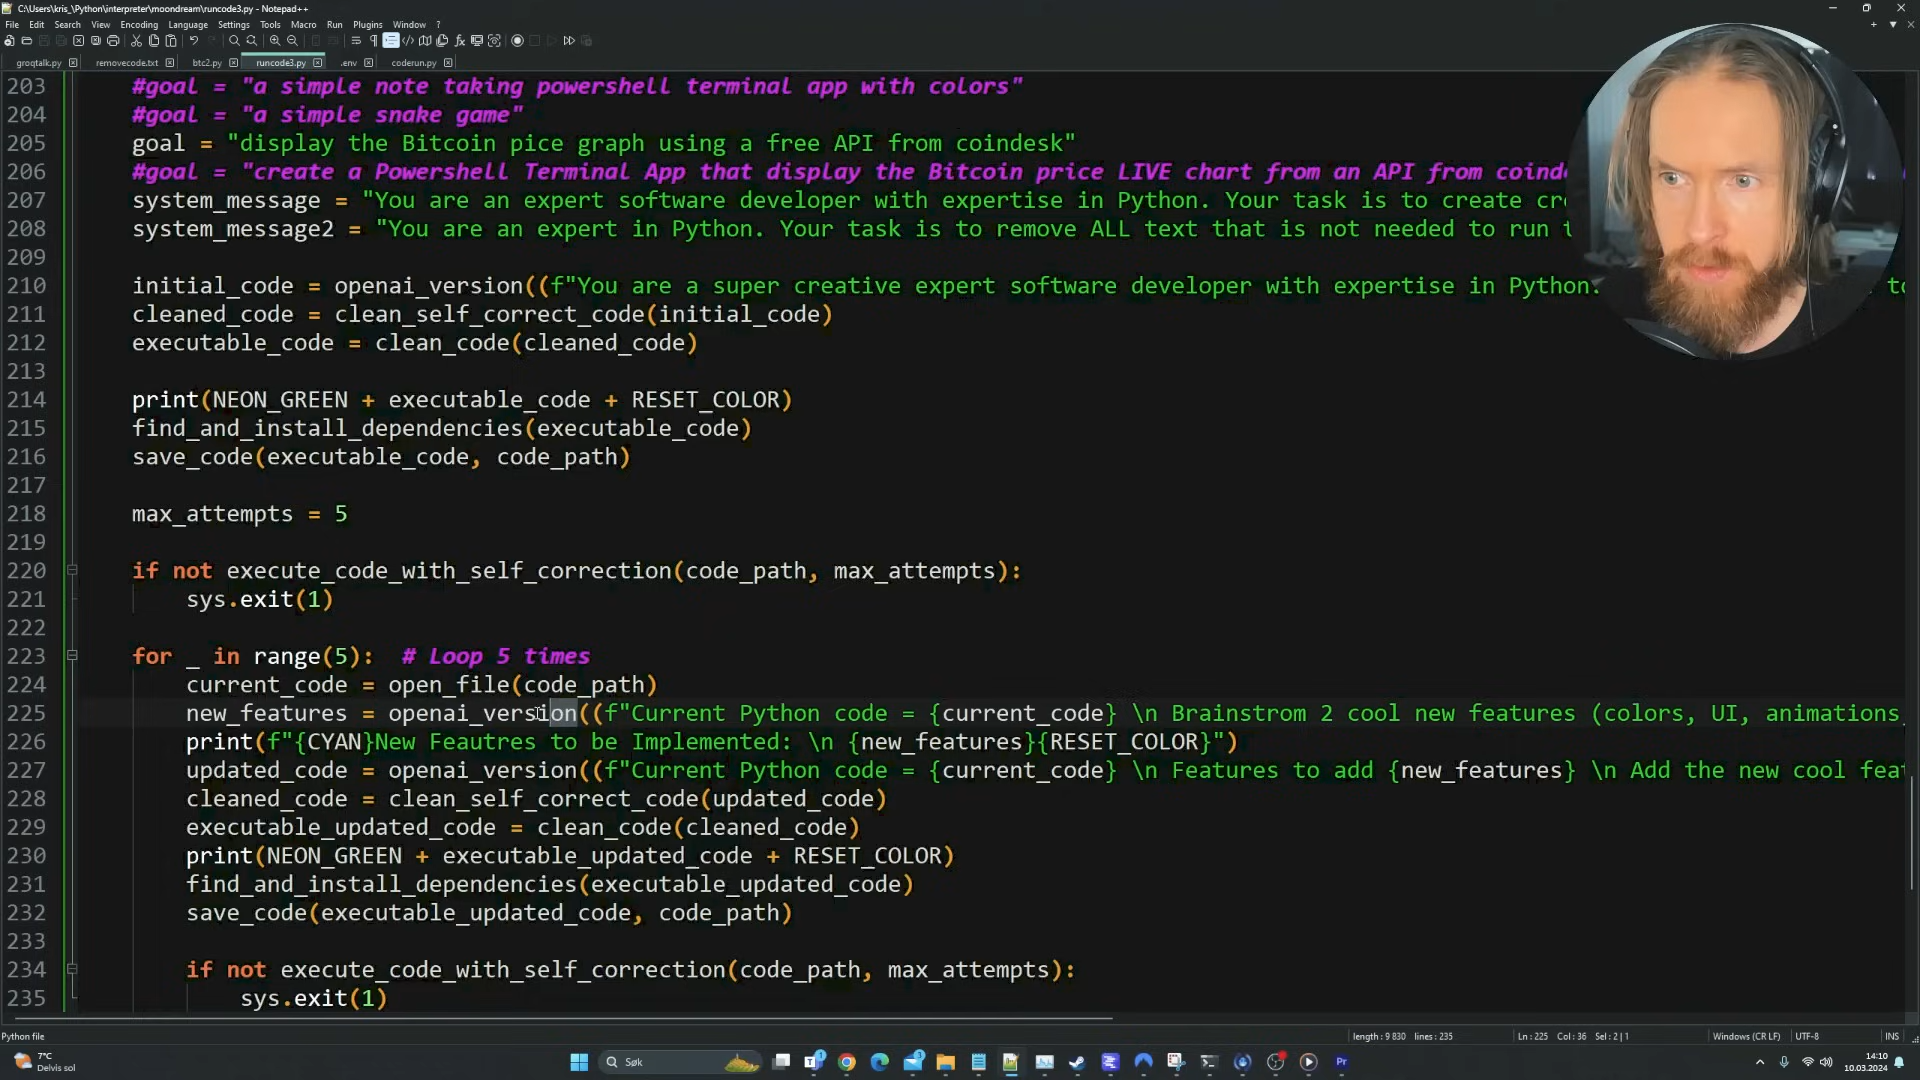 C:\Users\kris_\Python\interpreter\moondream\runcode3.py - Notepad++
File Edit Search View Encoding Language Settings Tools Macro Run Plugins Window ?
groqtalk.py removecode.txt btc2.py runcode3.py .env coderun.py
203 #goal = "a simple note taking powershell terminal app with colors"
204 #goal = "a simple snake game"
205 goal = "display the Bitcoin pice graph using a free API from coindesk"
206 #goal = "create a Powershell Terminal App that display the Bitcoin price LIVE chart from an API from coinde
207 system_message = "You are an expert software developer with expertise in Python. Your task is to create cr
208 system_message2 = "You are an expert in Python. Your task is to remove ALL text that is not needed to run
209
210 initial_code = openai_version((f"You are a super creative expert software developer with expertise in Python. to
211 cleaned_code = clean_self_correct_code(initial_code)
212 executable_code = clean_code(cleaned_code)
213
214 print(NEON_GREEN + executable_code + RESET_COLOR)
215 find_and_install_dependencies(executable_code)
216 save_code(executable_code, code_path)
217
218 max_attempts = 5
219
220 if not execute_code_with_self_correction(code_path, max_attempts):
221 sys.exit(1)
222
223 for _ in range(5): # Loop 5 times
224 current_code = open_file(code_path)
225 new_features = openai_version((f"Current Python code = {current_code} \n Brainstrom 2 cool new features (colors, UI, animations,
226 print(f"{CYAN}New Feautres to be Implemented: \n {new_features}{RESET_COLOR}")
227 updated_code = openai_version((f"Current Python code = {current_code} \n Features to add {new_features} \n Add the new cool feat
228 cleaned_code = clean_self_correct_code(updated_code)
229 executable_updated_code = clean_code(cleaned_code)
230 print(NEON_GREEN + executable_updated_code + RESET_COLOR)
231 find_and_install_dependencies(executable_updated_code)
232 save_code(executable_updated_code, code_path)
233
234 if not execute_code_with_self_correction(code_path, max_attempts):
235 sys.exit(1)
Python file length : 9 830 lines : 235 Ln : 225 Col : 36 Sel : 2 | 1 Windows (CR LF) UTF-8 INS
7°C
Delvis sol
Søk
14:10
10.03.2024